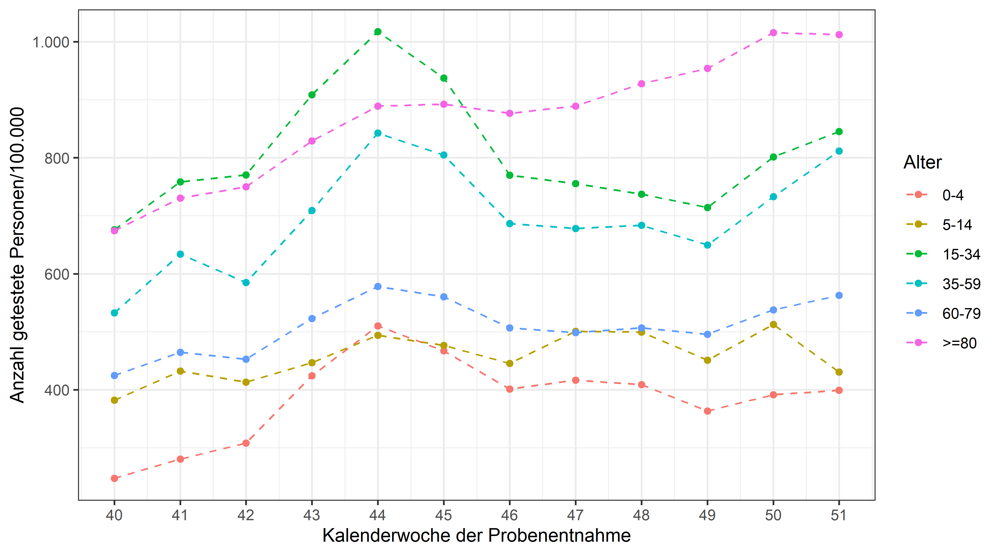 Anzahl getestete Personen/100.000
1.000
800
600
400
40 41 42 43 44 45 46 47 48 49 50 51
Kalenderwoche der Probenentnahme
Alter
0-4
5-14
15-34
35-59
60-79
>=80